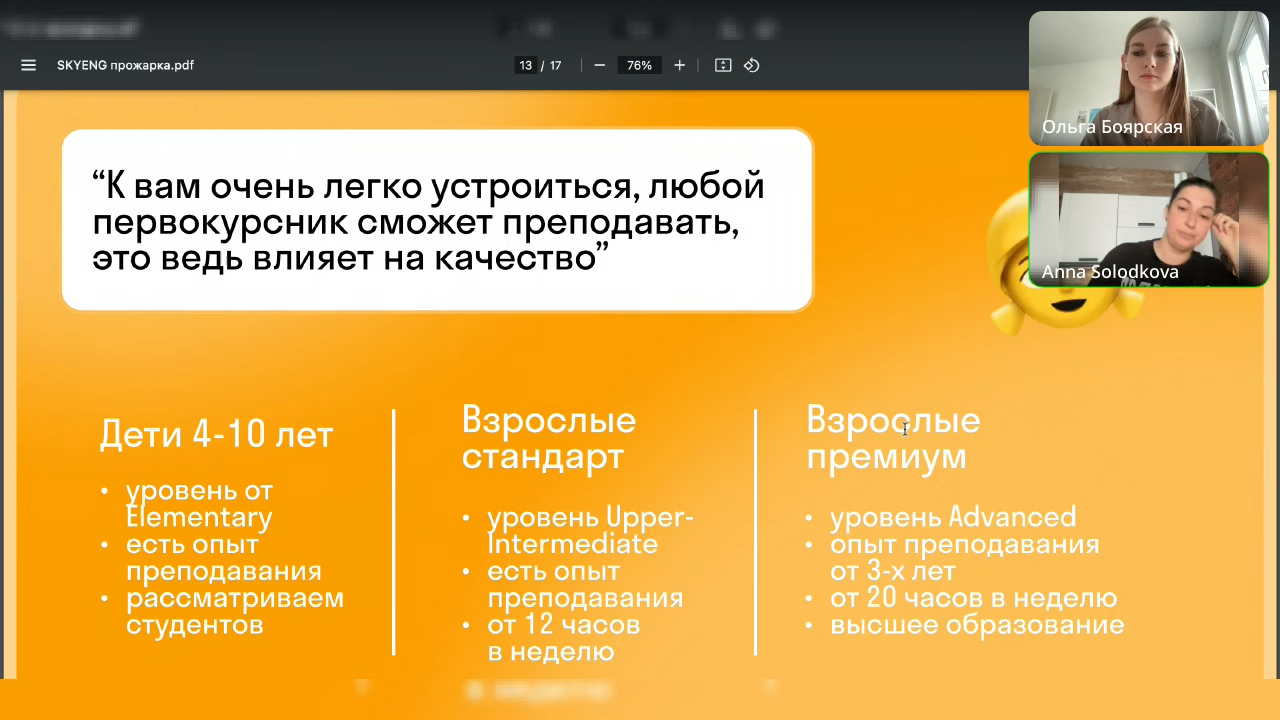 SKYENG прожарка.pdf
13 / 17
76%
Ольга Боярская
Anna Solodkova
“К вам очень легко устроиться, любой
первокурсник сможет преподавать,
это ведь влияет на качество”
Дети 4-10 лет
• уровень от
Elementary
• есть опыт
преподавания
• рассматриваем
студентов
Взрослые
стандарт
• уровень Upper-
Intermediate
• есть опыт
преподавания
• от 12 часов
в неделю
Взрослые
премиум
• уровень Advanced
• опыт преподавания
от 3-х лет
• от 20 часов в неделю
• высшее образование